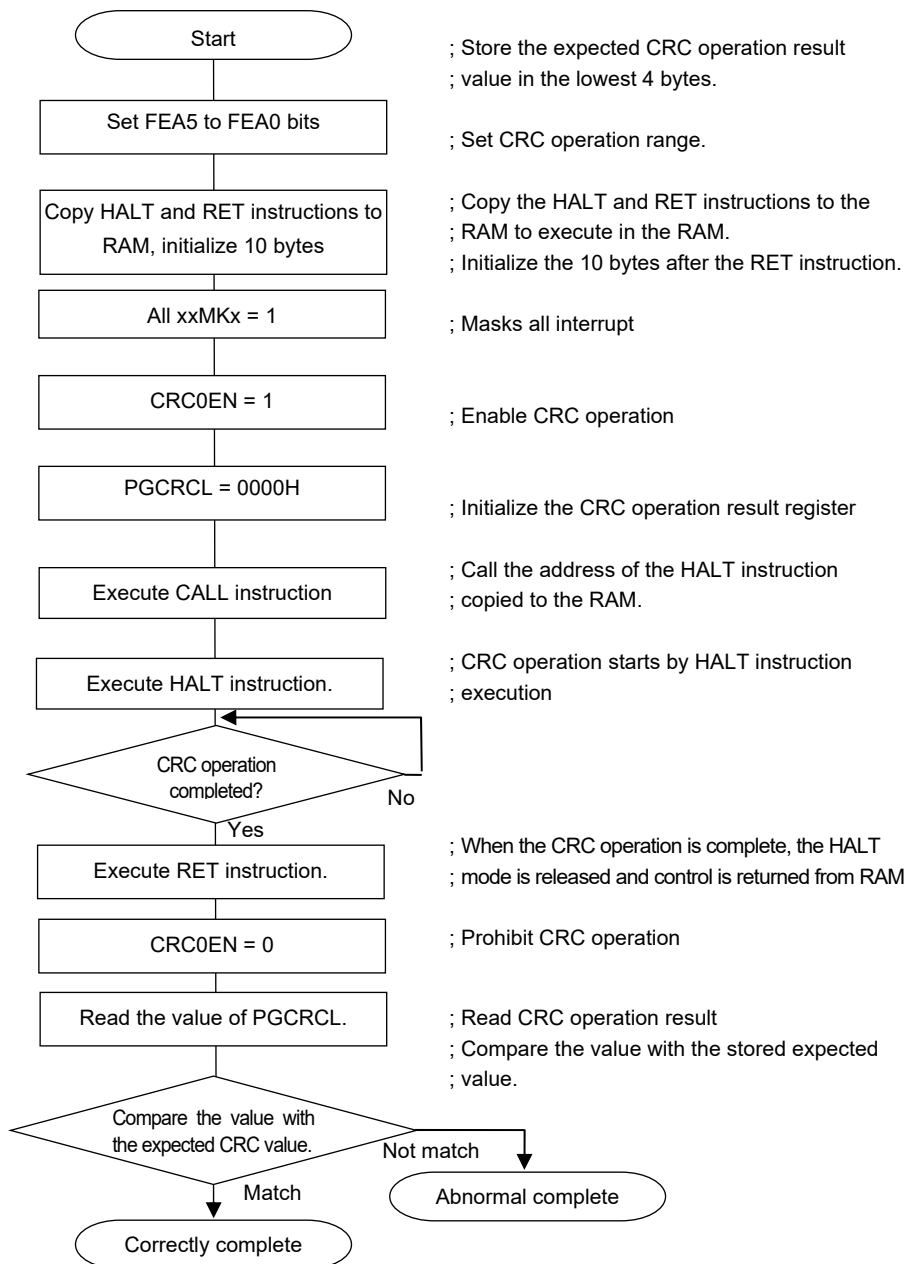 Start
; Store the expected CRC operation result
; value in the lowest 4 bytes.
Set FEA5 to FEA0 bits
; Set CRC operation range.
Copy HALT and RET instructions to
RAM, initialize 10 bytes
; Copy the HALT and RET instructions to the
; RAM to execute in the RAM.
; Initialize the 10 bytes after the RET instruction.
All xxMKx = 1
; Masks all interrupt
CRC0EN = 1
; Enable CRC operation
PGCRCL = 0000H
; Initialize the CRC operation result register
Execute CALL instruction
; Call the address of the HALT instruction
; copied to the RAM.
Execute HALT instruction.
; CRC operation starts by HALT instruction
; execution
CRC operation
completed?
No
Yes
Execute RET instruction.
; When the CRC operation is complete, the HALT
; mode is released and control is returned from RAM
CRC0EN = 0
; Prohibit CRC operation
Read the value of PGCRCL.
; Read CRC operation result
; Compare the value with the stored expected
; value.
Compare the value with
the expected CRC value.
Not match
Match
Abnormal complete
Correctly complete